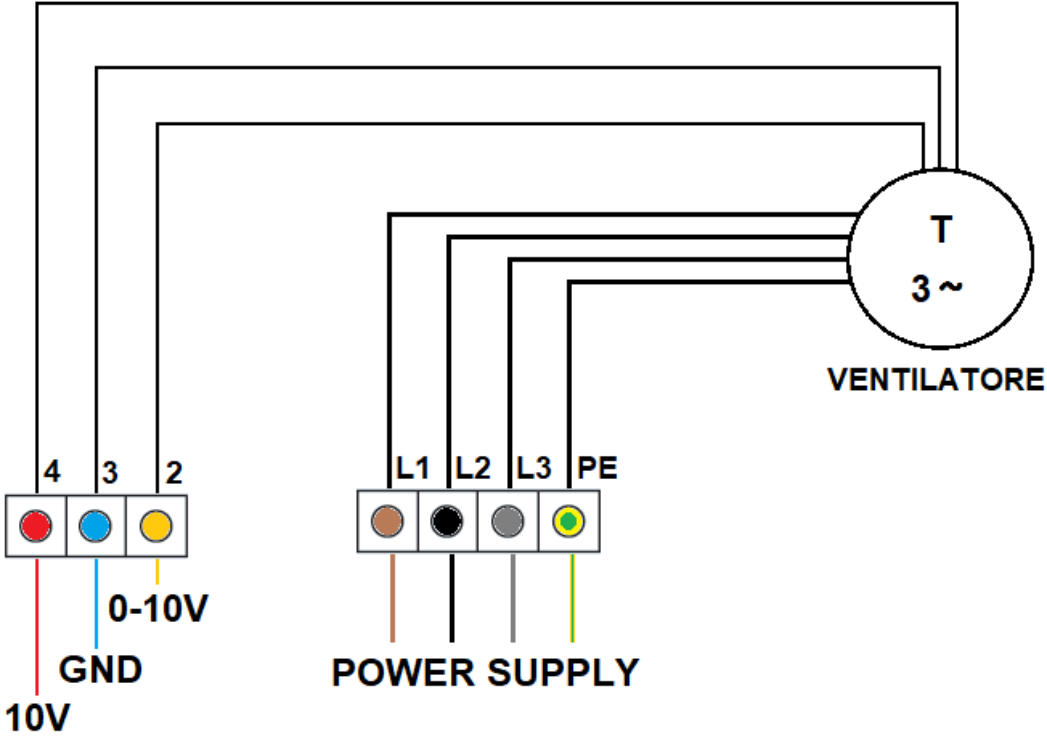 T
3 ~
VENTILATORE
4 3 2
L1 L2 L3 PE
0-10V
GND
POWER SUPPLY
10V